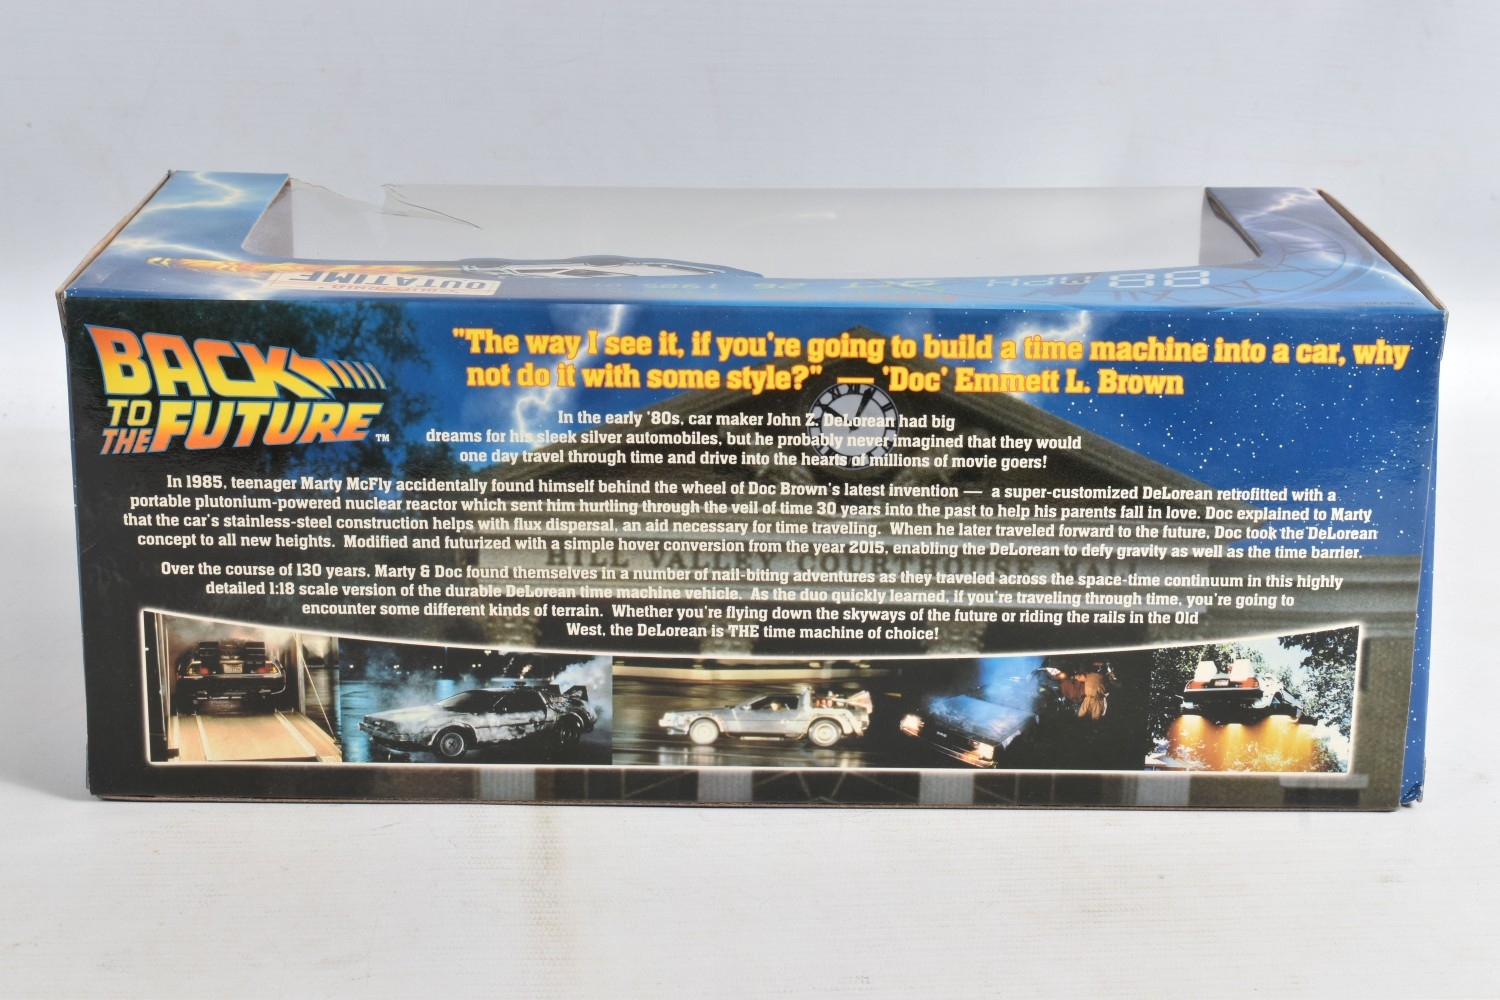 OUTATIME
88 MPH OCT 26 1985
BACK
TO
THE FUTURE™
"The way I see it, if you're going to build a time machine into a car, why
not do it with some style?" — 'Doc' Emmett L. Brown
In the early '80s, car maker John Z. DeLorean had big
dreams for his sleek silver automobiles, but he probably never imagined that they would
one day travel through time and drive into the hearts of millions of movie goers!
In 1985, teenager Marty McFly accidentally found himself behind the wheel of Doc Brown's latest invention — a super-customized DeLorean retrofitted with a
portable plutonium-powered nuclear reactor which sent him hurtling through the veil of time 30 years into the past to help his parents fall in love. Doc explained to Marty
that the car's stainless-steel construction helps with flux dispersal, an aid necessary for time traveling. When he later traveled forward to the future, Doc took the DeLorean
concept to all new heights. Modified and futurized with a simple hover conversion from the year 2015, enabling the DeLorean to defy gravity as well as the time barrier.
HILL VALLEY COURTHOUSE MALL
Over the course of 130 years, Marty & Doc found themselves in a number of nail-biting adventures as they traveled across the space-time continuum in this highly
detailed 1:18 scale version of the durable DeLorean time machine vehicle. As the duo quickly learned, if you're traveling through time, you're going to
encounter some different kinds of terrain. Whether you're flying down the skyways of the future or riding the rails in the Old
West, the DeLorean is THE time machine of choice!